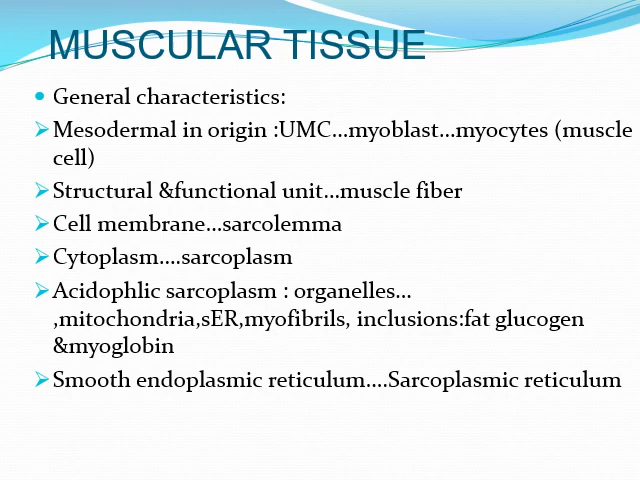 MUSCULAR TISSUE
General characteristics:
Mesodermal in origin :UMC...myoblast...myocytes (muscle
cell)
Structural &functional unit...muscle fiber
Cell membrane...sarcolemma
Cytoplasm....sarcoplasm
Acidophlic sarcoplasm : organelles...
,mitochondria,sER,myofibrils, inclusions:fat glucogen
&myoglobin
Smooth endoplasmic reticulum....Sarcoplasmic reticulum